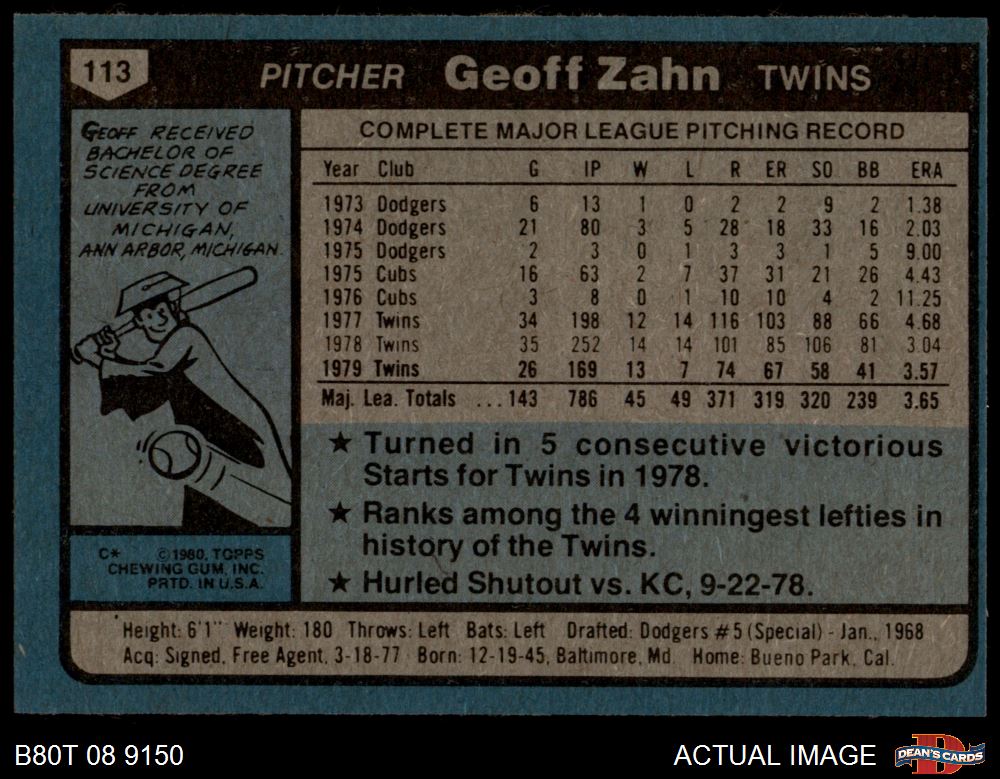 113 PITCHER Geoff Zahn TWINS
GEOFF RECEIVED
BACHELOR OF
SCIENCE DEGREE
FROM
UNIVERSITY OF
MICHIGAN,
ANN ARBOR, MICHIGAN.
C* ©1980, TOPPS
CHEWING GUM, INC.
PRTD. IN U.S.A.
COMPLETE MAJOR LEAGUE PITCHING RECORD
Year Club G IP W L R ER SO BB ERA
1973 Dodgers 6 13 1 0 2 2 9 2 1.38
1974 Dodgers 21 80 3 5 28 18 33 16 2.03
1975 Dodgers 2 3 0 1 3 3 1 5 9.00
1975 Cubs 16 63 2 7 37 31 21 26 4.43
1976 Cubs 3 8 0 1 10 10 4 2 11.25
1977 Twins 34 198 12 14 116 103 88 66 4.68
1978 Twins 35 252 14 14 101 85 106 81 3.04
1979 Twins 26 169 13 7 74 67 58 41 3.57
Maj. Lea. Totals ...143 786 45 49 371 319 320 239 3.65
★ Turned in 5 consecutive victorious
Starts for Twins in 1978.
★ Ranks among the 4 winningest lefties in
history of the Twins.
★ Hurled Shutout vs. KC, 9-22-78.
Height: 6'1" Weight: 180 Throws: Left Bats: Left Drafted: Dodgers #5 (Special) - Jan., 1968
Acq: Signed, Free Agent, 3-18-77 Born: 12-19-45, Baltimore, Md. Home: Bueno Park, Cal.
B80T 08 9150 ACTUAL IMAGE DEAN'S CARDS